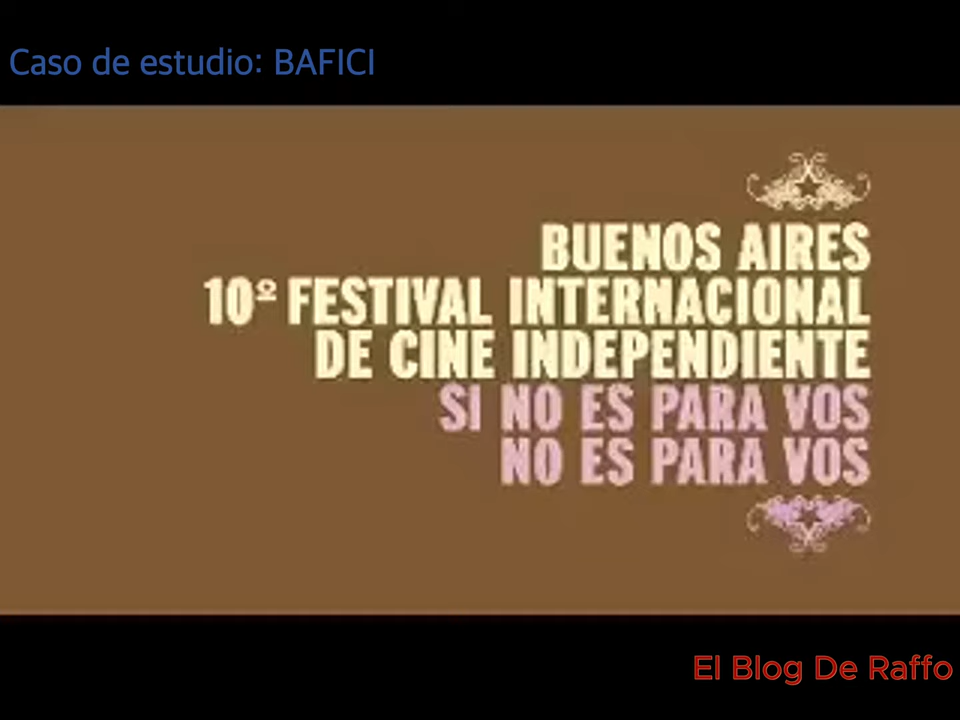 Caso de estudio: BAFICI
BUENOS AIRES
10º FESTIVAL INTERNACIONAL
DE CINE INDEPENDIENTE
SI NO ES PARA VOS
NO ES PARA VOS
El Blog De Raffo